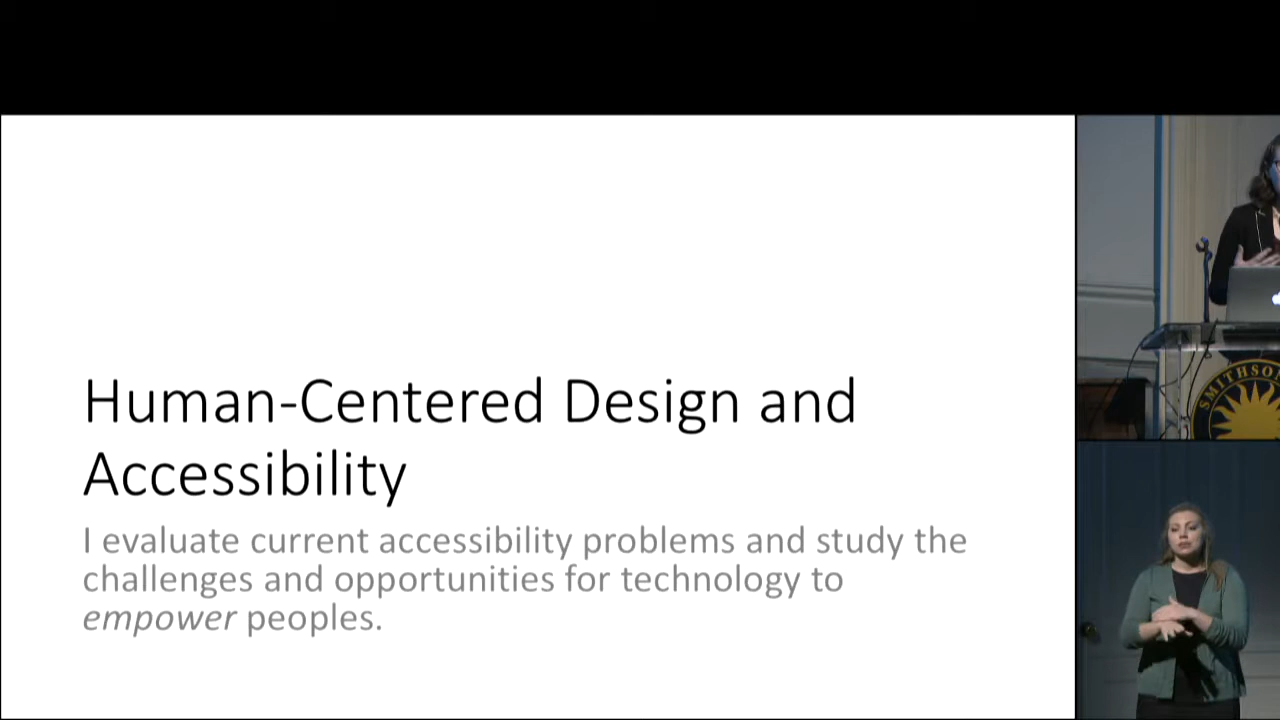 Human-Centered Design and
Accessibility
I evaluate current accessibility problems and study the
challenges and opportunities for technology to
empower peoples.
SMITHSON